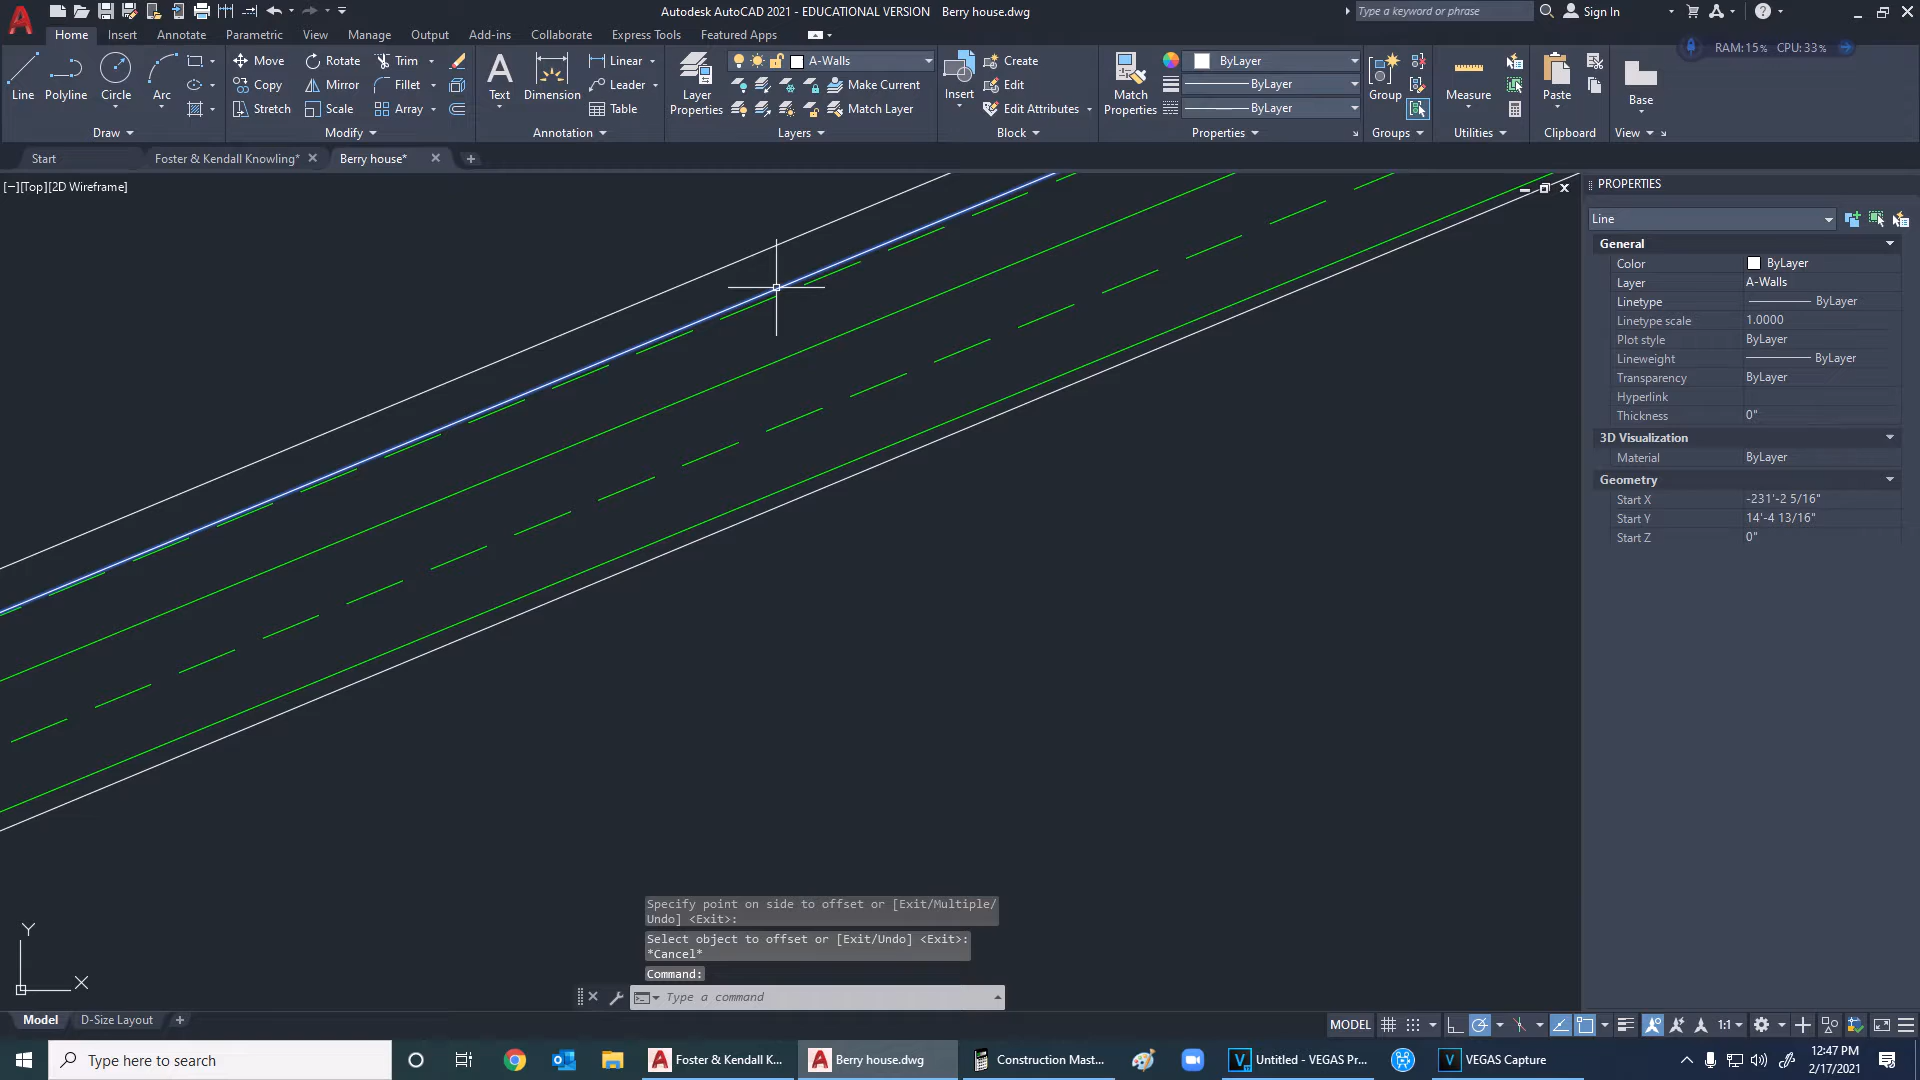 Autodesk AutoCAD 2021 - EDUCATIONAL VERSION Berry house.dwg
Type a keyword or phrase
Sign In
Home Insert Annotate Parametric View Manage Output Add-ins Collaborate Express Tools Featured Apps
RAM:15% CPU:33%
Line Polyline Circle Arc
Draw
Move Rotate Trim
Copy Mirror Fillet
Stretch Scale Array
Modify
Text Dimension
Linear
Leader
Table
Annotation
Layer Properties
A-Walls
Make Current
Match Layer
Layers
Insert
Create
Edit
Edit Attributes
Block
Match Properties
ByLayer
ByLayer
ByLayer
Properties
Group
Groups
Measure
Utilities
Paste
Clipboard
Base
View
Start
Foster & Kendall Knowling*
Berry house*
[−][Top][2D Wireframe]
PROPERTIES
Line
General
Color ByLayer
Layer A-Walls
Linetype ByLayer
Linetype scale 1.0000
Plot style ByLayer
Lineweight ByLayer
Transparency ByLayer
Hyperlink
Thickness 0"
3D Visualization
Material ByLayer
Geometry
Start X -231'-2 5/16"
Start Y 14'-4 13/16"
Start Z 0"
Specify point on side to offset or [Exit/Multiple/
Undo] <Exit>:
Select object to offset or [Exit/Undo] <Exit>:
*Cancel*
Command:
Type a command
Y
X
Model D-Size Layout
MODEL
1:1
Type here to search
Foster & Kendall K...
Berry house.dwg
Construction Mast...
Untitled - VEGAS Pr...
VEGAS Capture
12:47 PM
2/17/2021